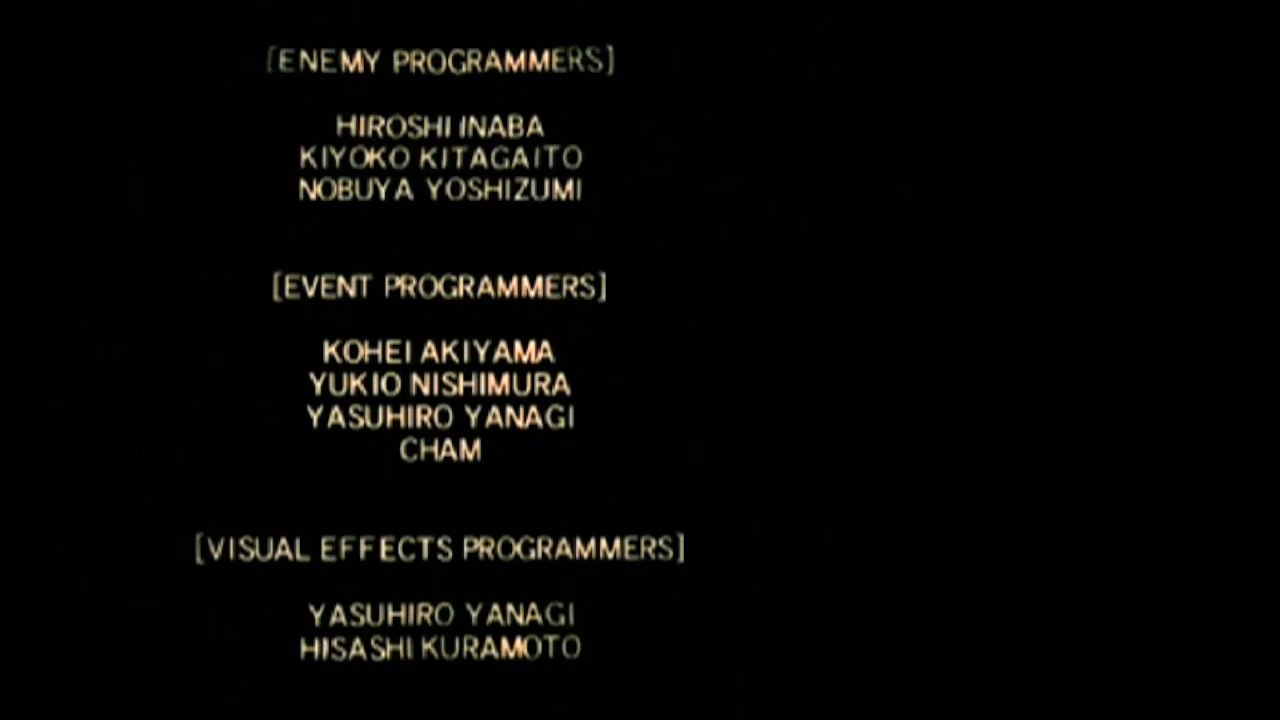 [ENEMY PROGRAMMERS]
HIROSHI INABA
KIYOKO KITAGAITO
NOBUYA YOSHIZUMI
[EVENT PROGRAMMERS]
KOHEI AKIYAMA
YUKIO NISHIMURA
YASUHIRO YANAGI
CHAM
[VISUAL EFFECTS PROGRAMMERS]
YASUHIRO YANAGI
HISASHI KURAMOTO